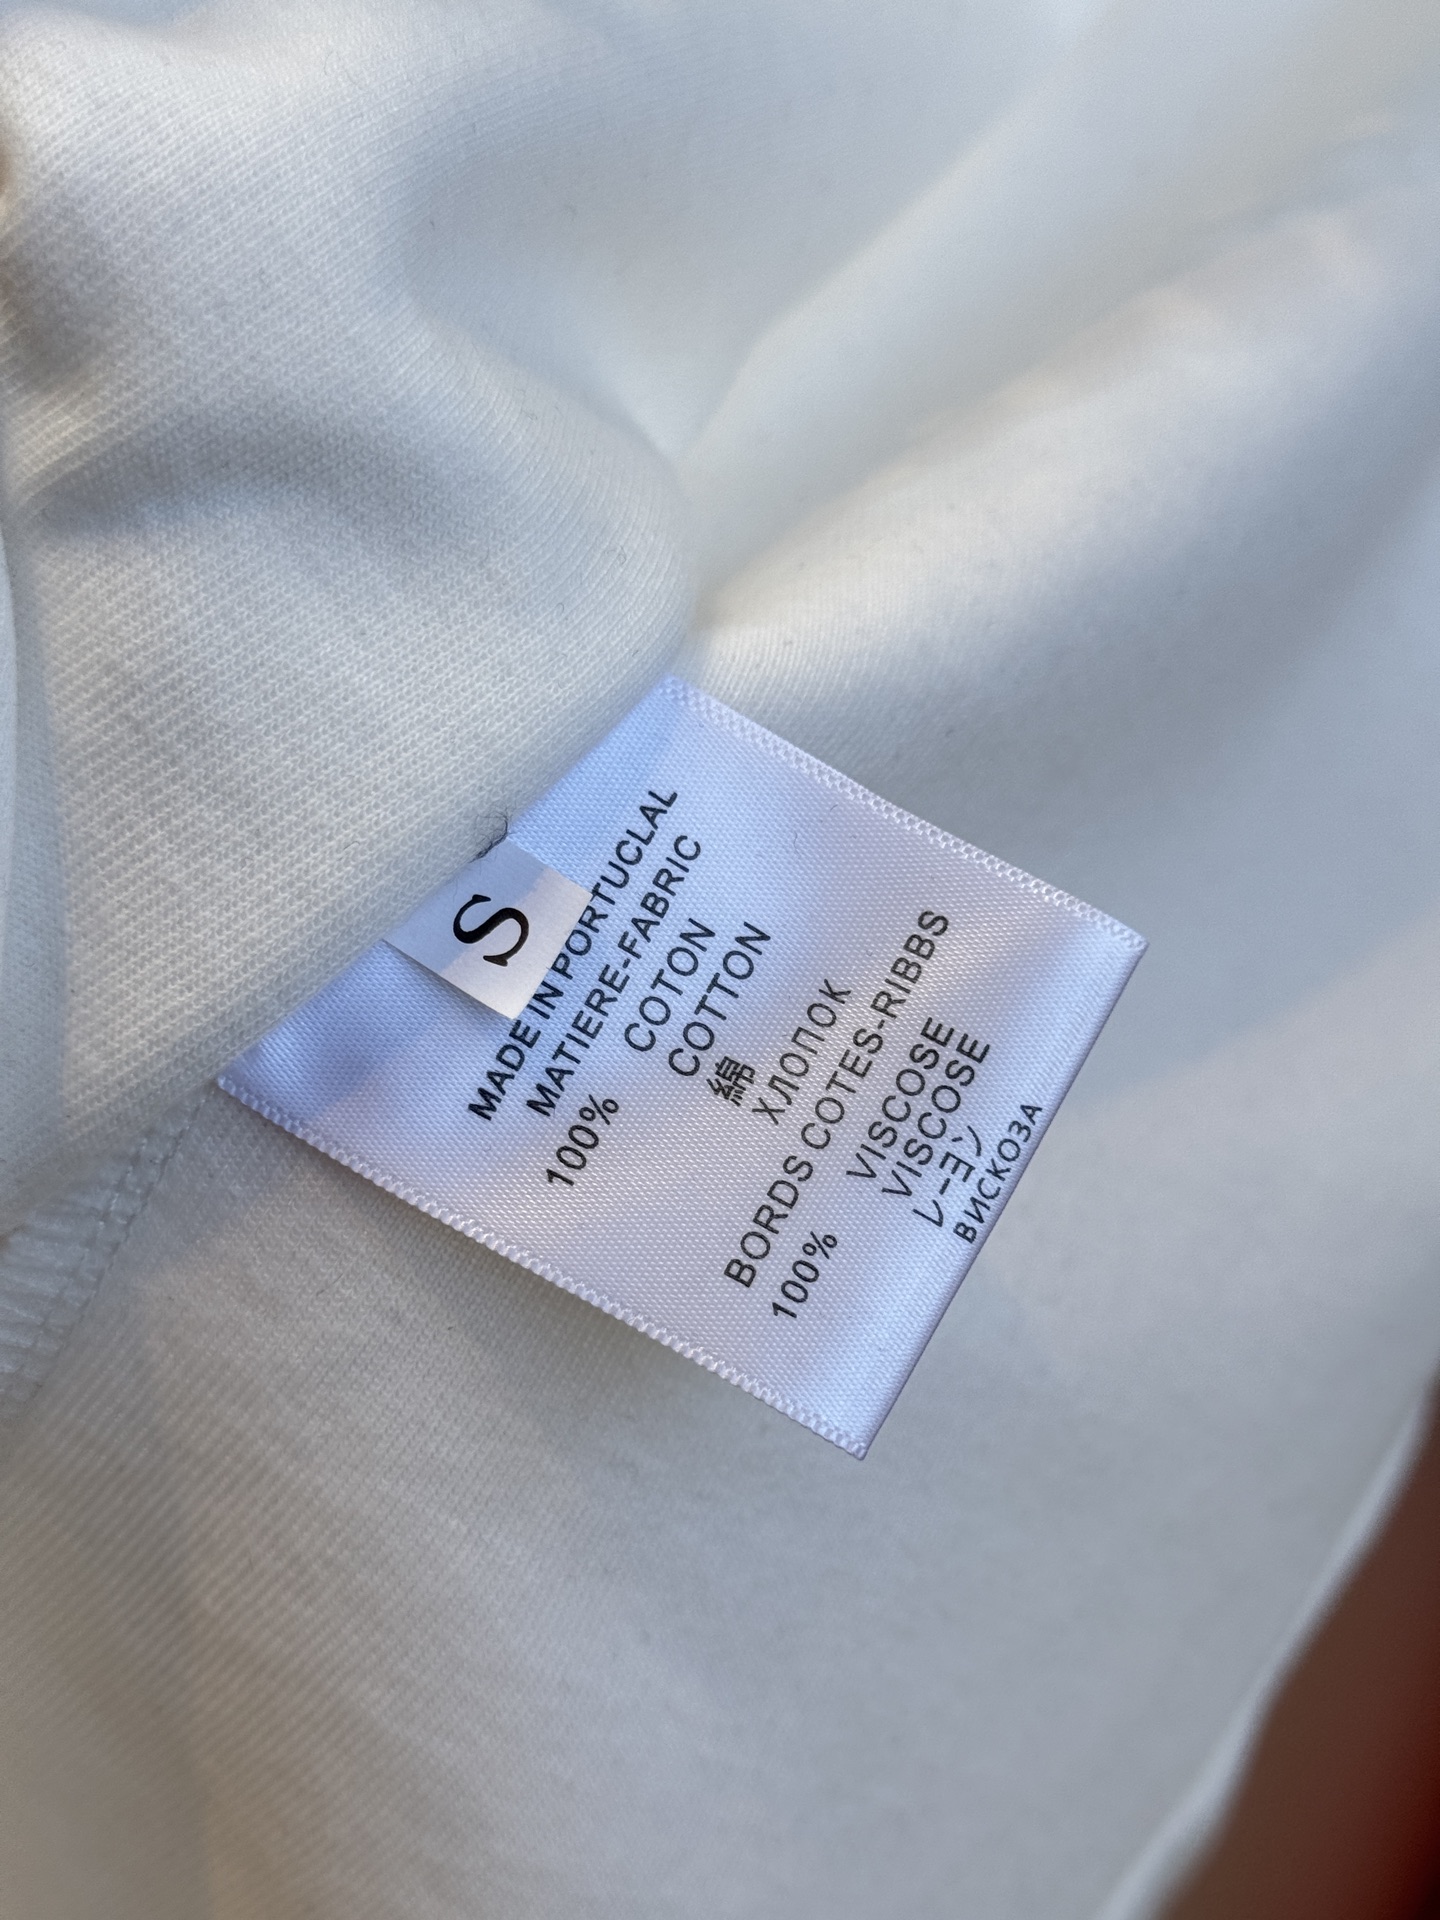 S
MADE IN PORTUCLAL
MATIERE-FABRIC
100% COTON
COTTON
綿
ХЛОПОК
BORDS COTES-RIBBS
100% VISCOSE
VISCOSE
レーヨン
ВИСКОЗА